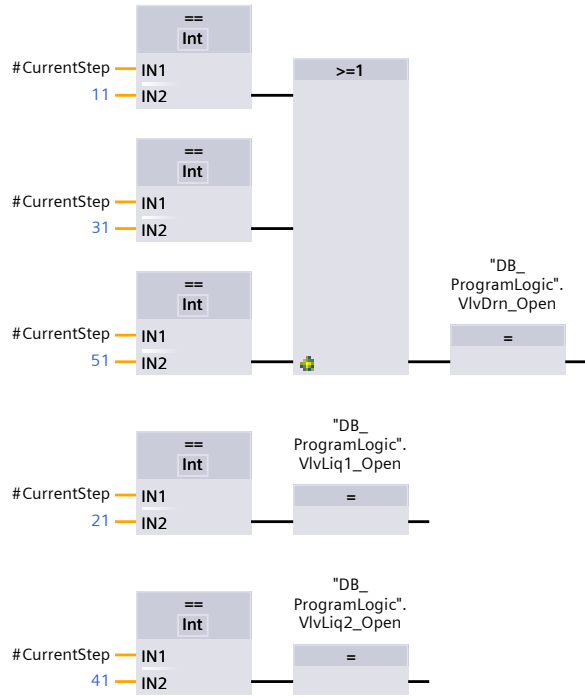 ==
Int
#CurrentStep
IN1
11
IN2
>=1
==
Int
#CurrentStep
IN1
31
IN2
==
Int
#CurrentStep
IN1
51
IN2
"DB_
ProgramLogic".
VlvDrn_Open
=
==
Int
#CurrentStep
IN1
21
IN2
"DB_
ProgramLogic".
VlvLiq1_Open
=
==
Int
#CurrentStep
IN1
41
IN2
"DB_
ProgramLogic".
VlvLiq2_Open
=